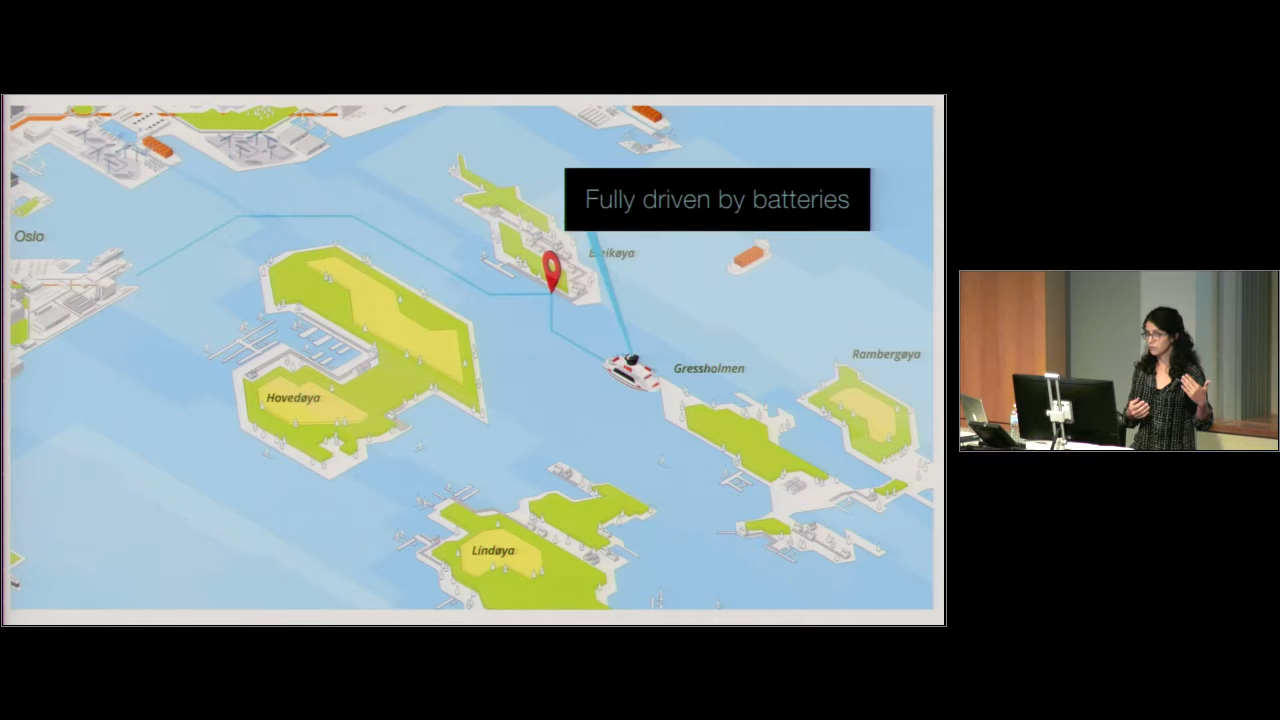 Fully driven by batteries
Oslo
Rambergøya
Gressholmen
Hovedøya
Lindøya